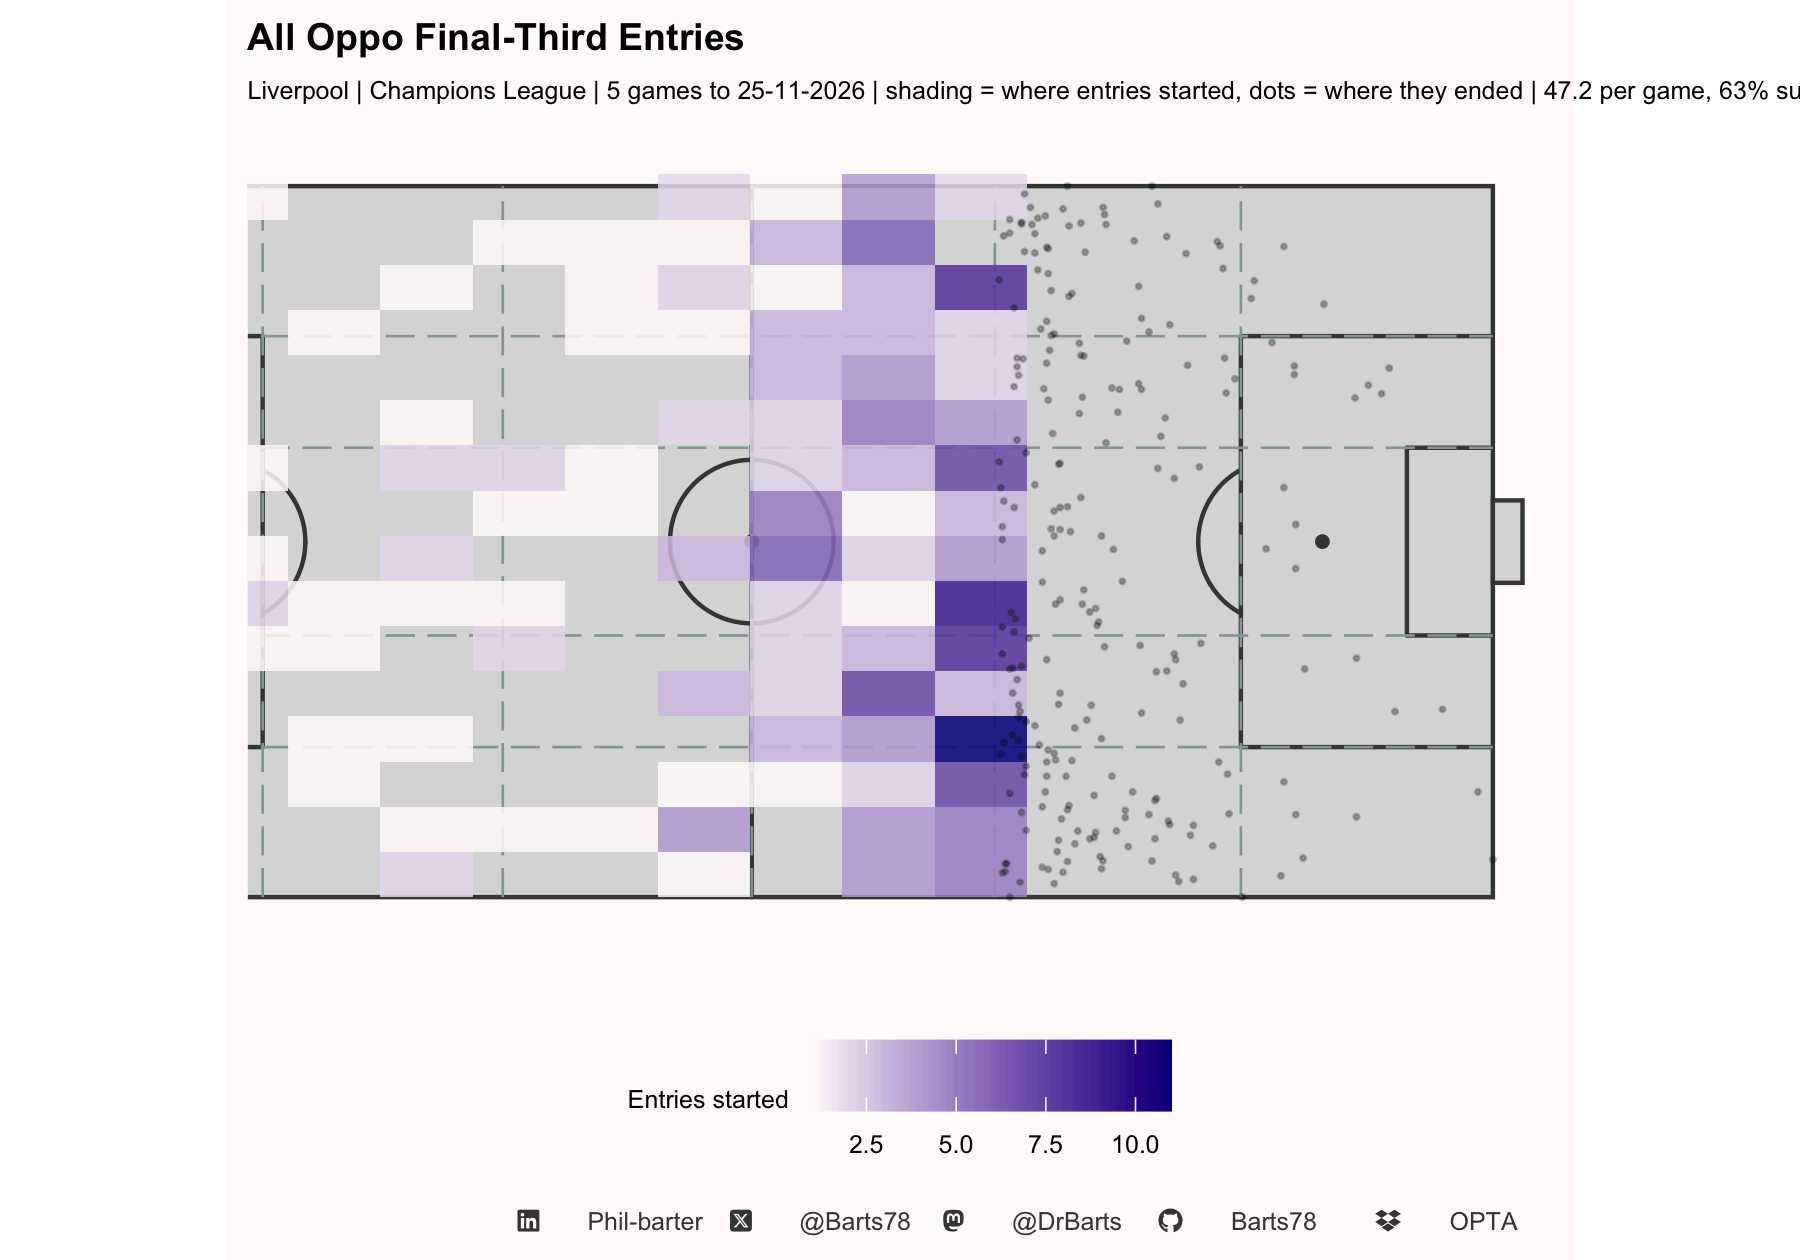 All Oppo Final-Third Entries
Liverpool | Champions League | 5 games to 25-11-2026 | shading = where entries started, dots = where they ended | 47.2 per game, 63% su
Entries started
2.5 5.0 7.5 10.0
Phil-barter @Barts78 @DrBarts Barts78 OPTA